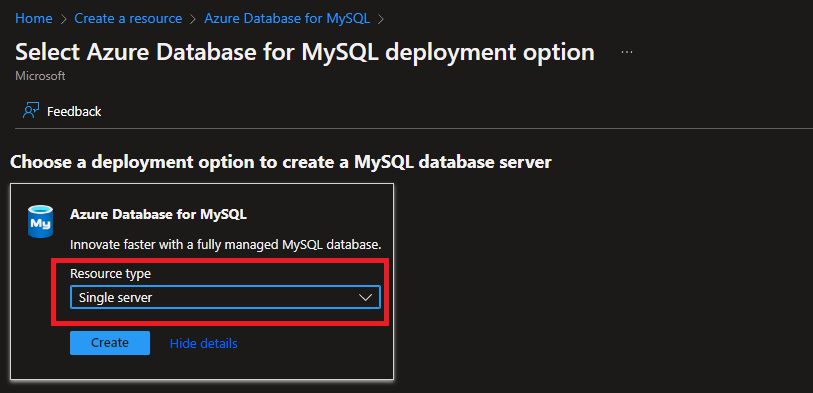 Home > Create a resource > Azure Database for MySQL >
Select Azure Database for MySQL deployment option ...
Microsoft
Feedback
Choose a deployment option to create a MySQL database server
My
Azure Database for MySQL
Innovate faster with a fully managed MySQL database.
Resource type
Single server
Create Hide details